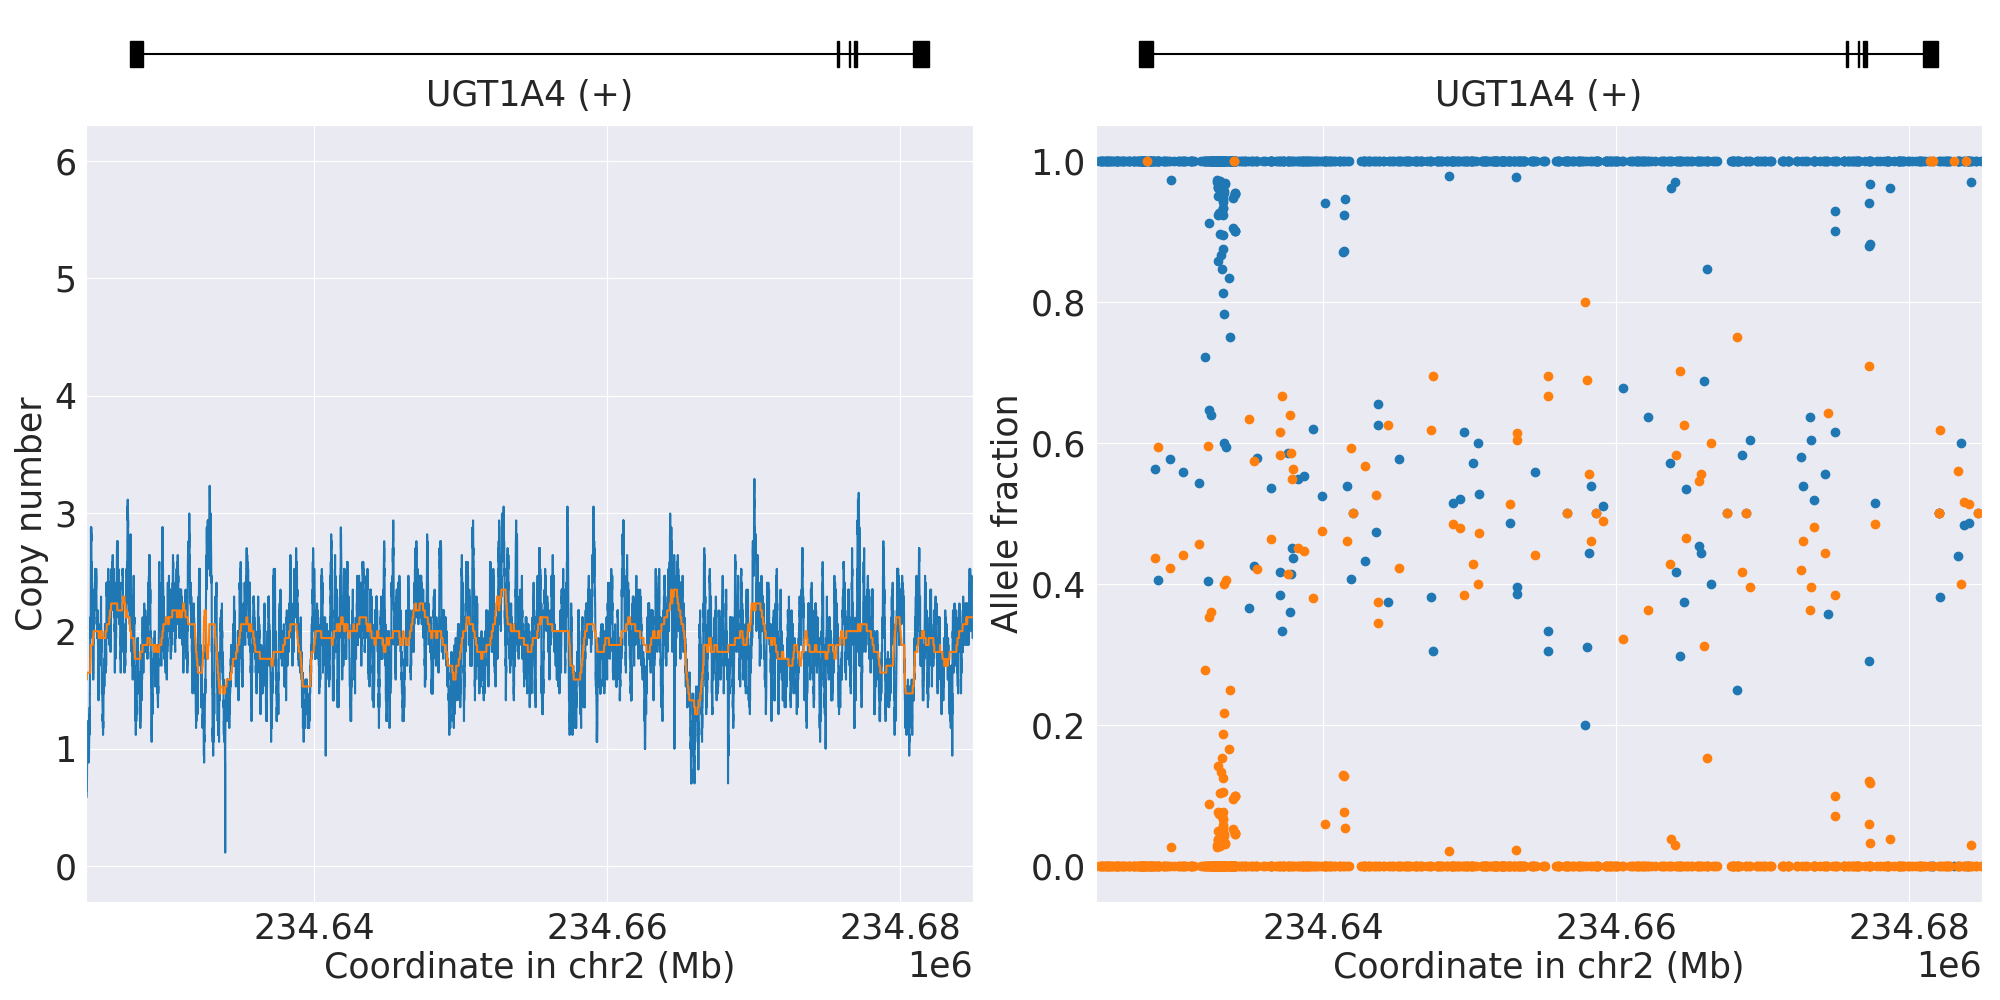 UGT1A4 (+)
6
5
4
3
2
1
0
Copy number
234.64 234.66 234.68
1e6
Coordinate in chr2 (Mb)
UGT1A4 (+)
1.0
0.8
0.6
0.4
0.2
0.0
Allele fraction
234.64 234.66 234.68
1e6
Coordinate in chr2 (Mb)